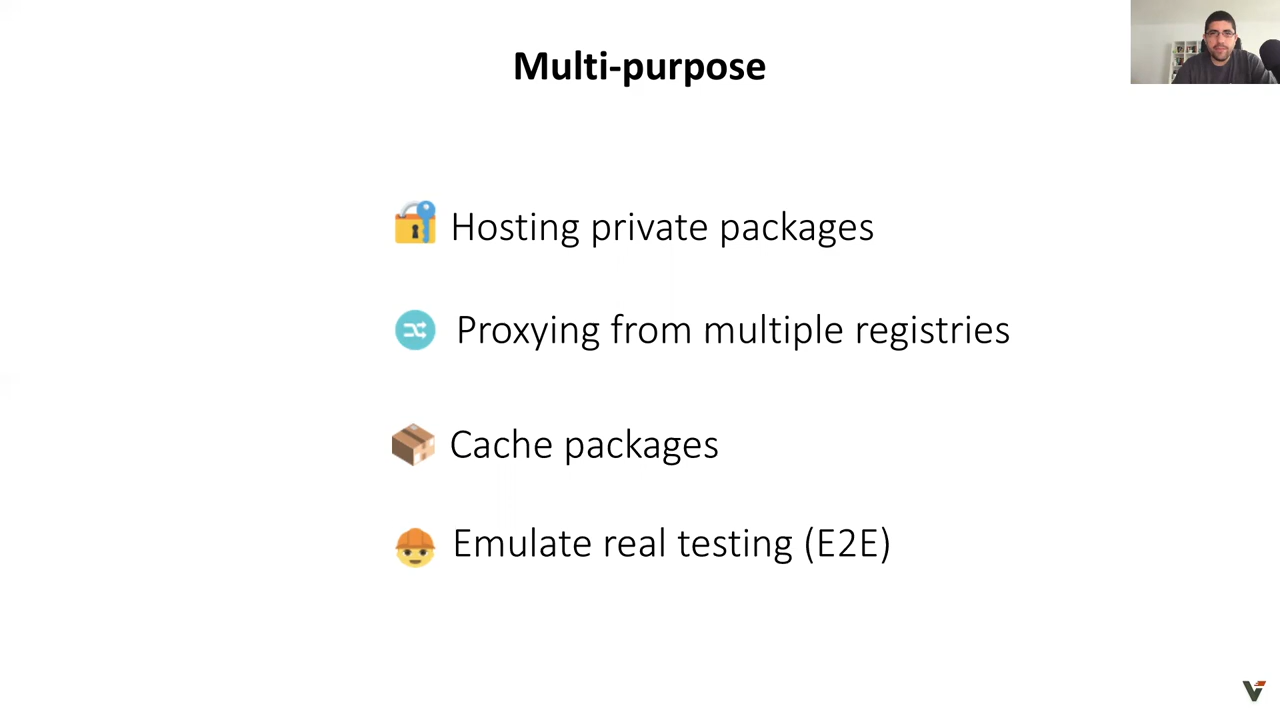 Multi-purpose
Hosting private packages
Proxying from multiple registries
Cache packages
Emulate real testing (E2E)